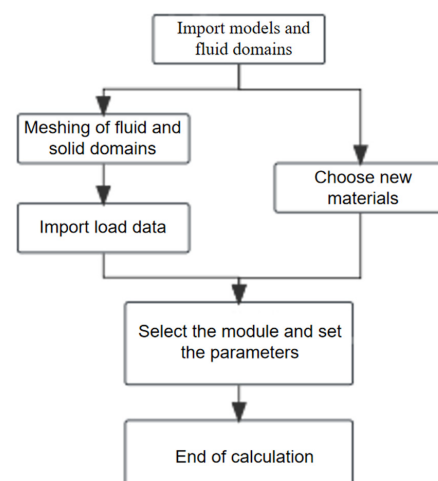 Import models and
fluid domains
Meshing of fluid and
solid domains
Choose new
materials
Import load data
Select the module and set
the parameters
End of calculation